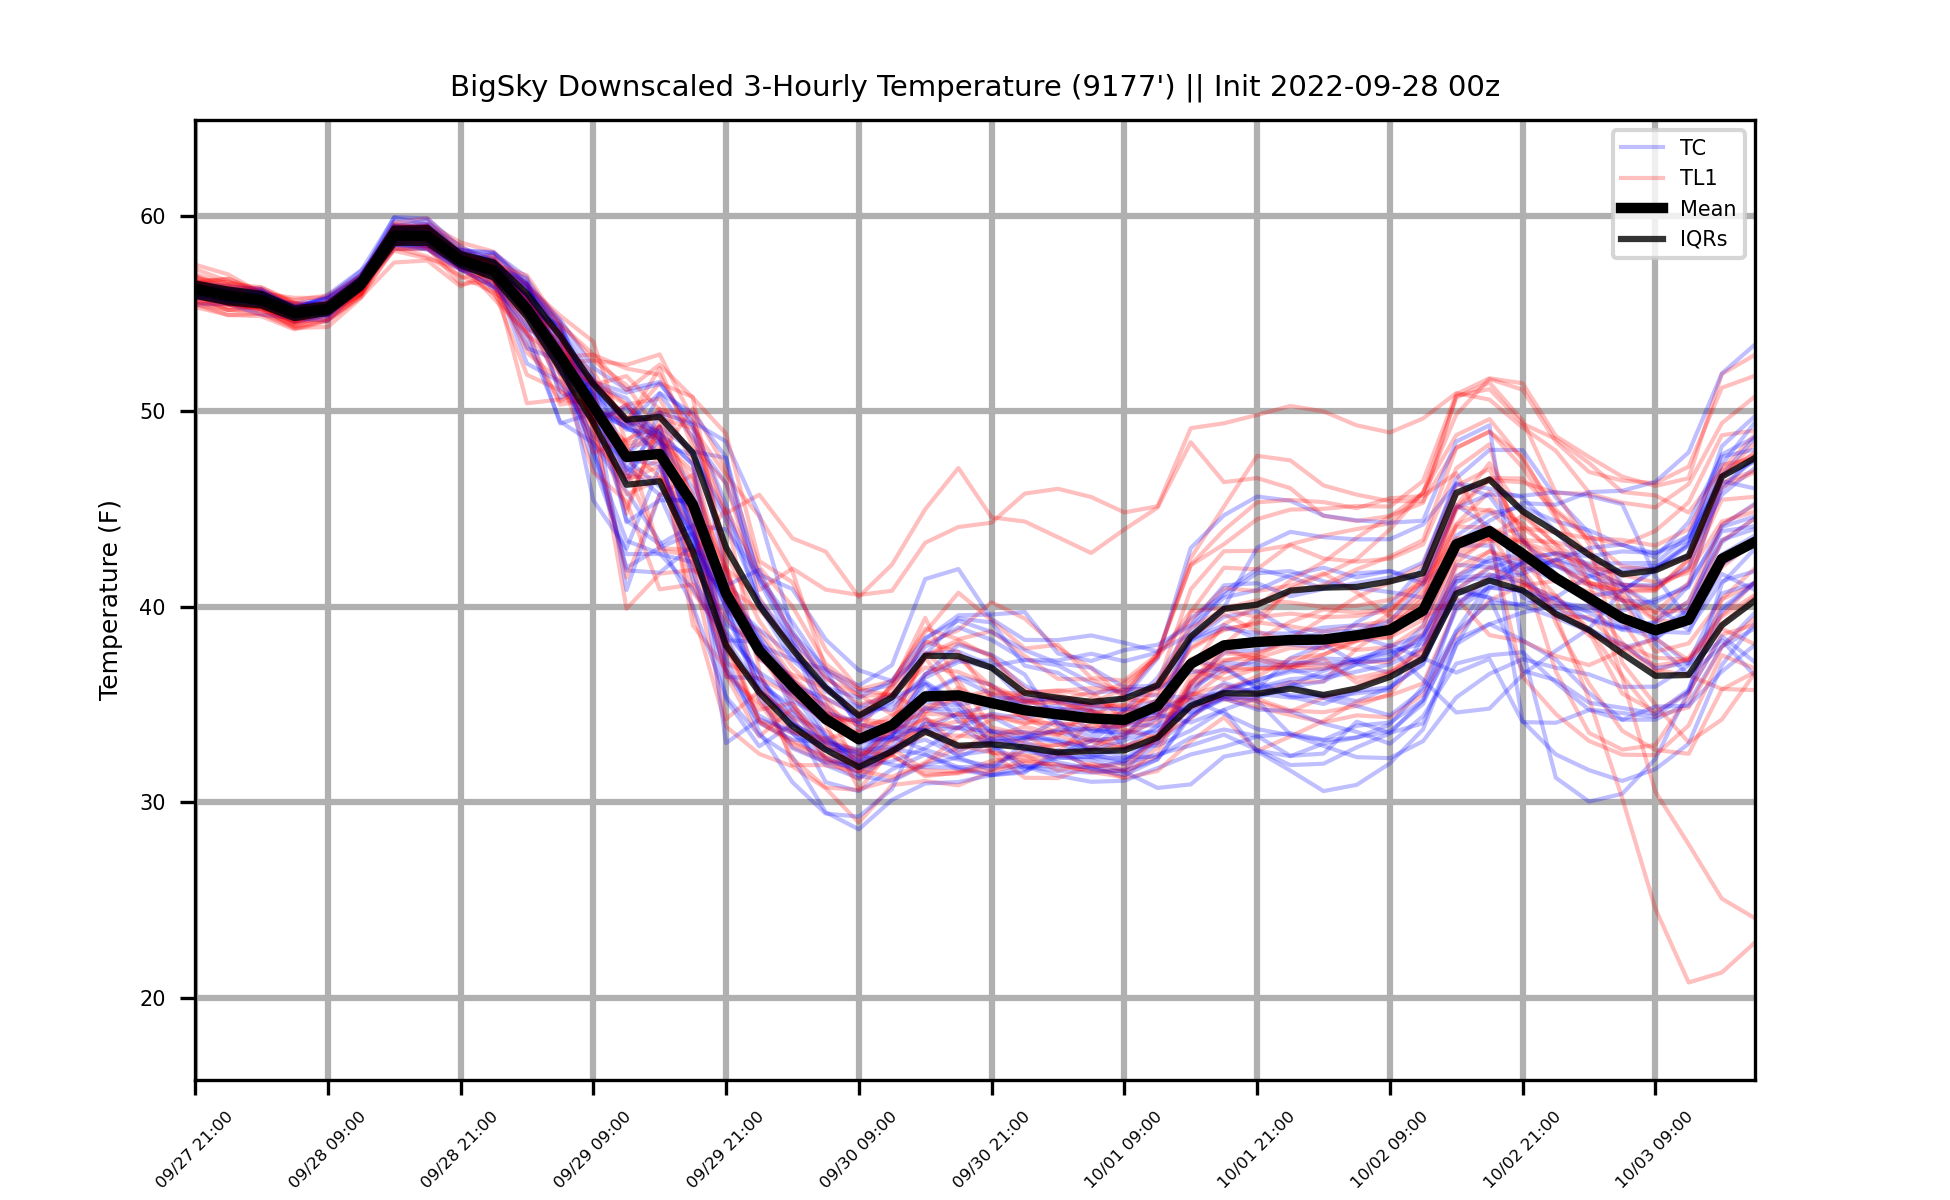 BigSky Downscaled 3-Hourly Temperature (9177') || Init 2022-09-28 00z
TC
TL1
Mean
IQRs
Temperature (F)
60
50
40
30
20
09/27 21:00
09/28 09:00
09/28 21:00
09/29 09:00
09/29 21:00
09/30 09:00
09/30 21:00
10/01 09:00
10/01 21:00
10/02 09:00
10/02 21:00
10/03 09:00